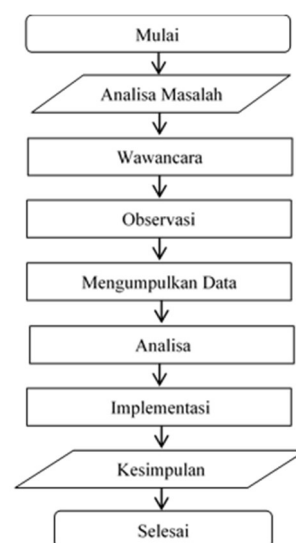 Mulai
Analisa Masalah
Wawancara
Observasi
Mengumpulkan Data
Analisa
Implementasi
Kesimpulan
Selesai